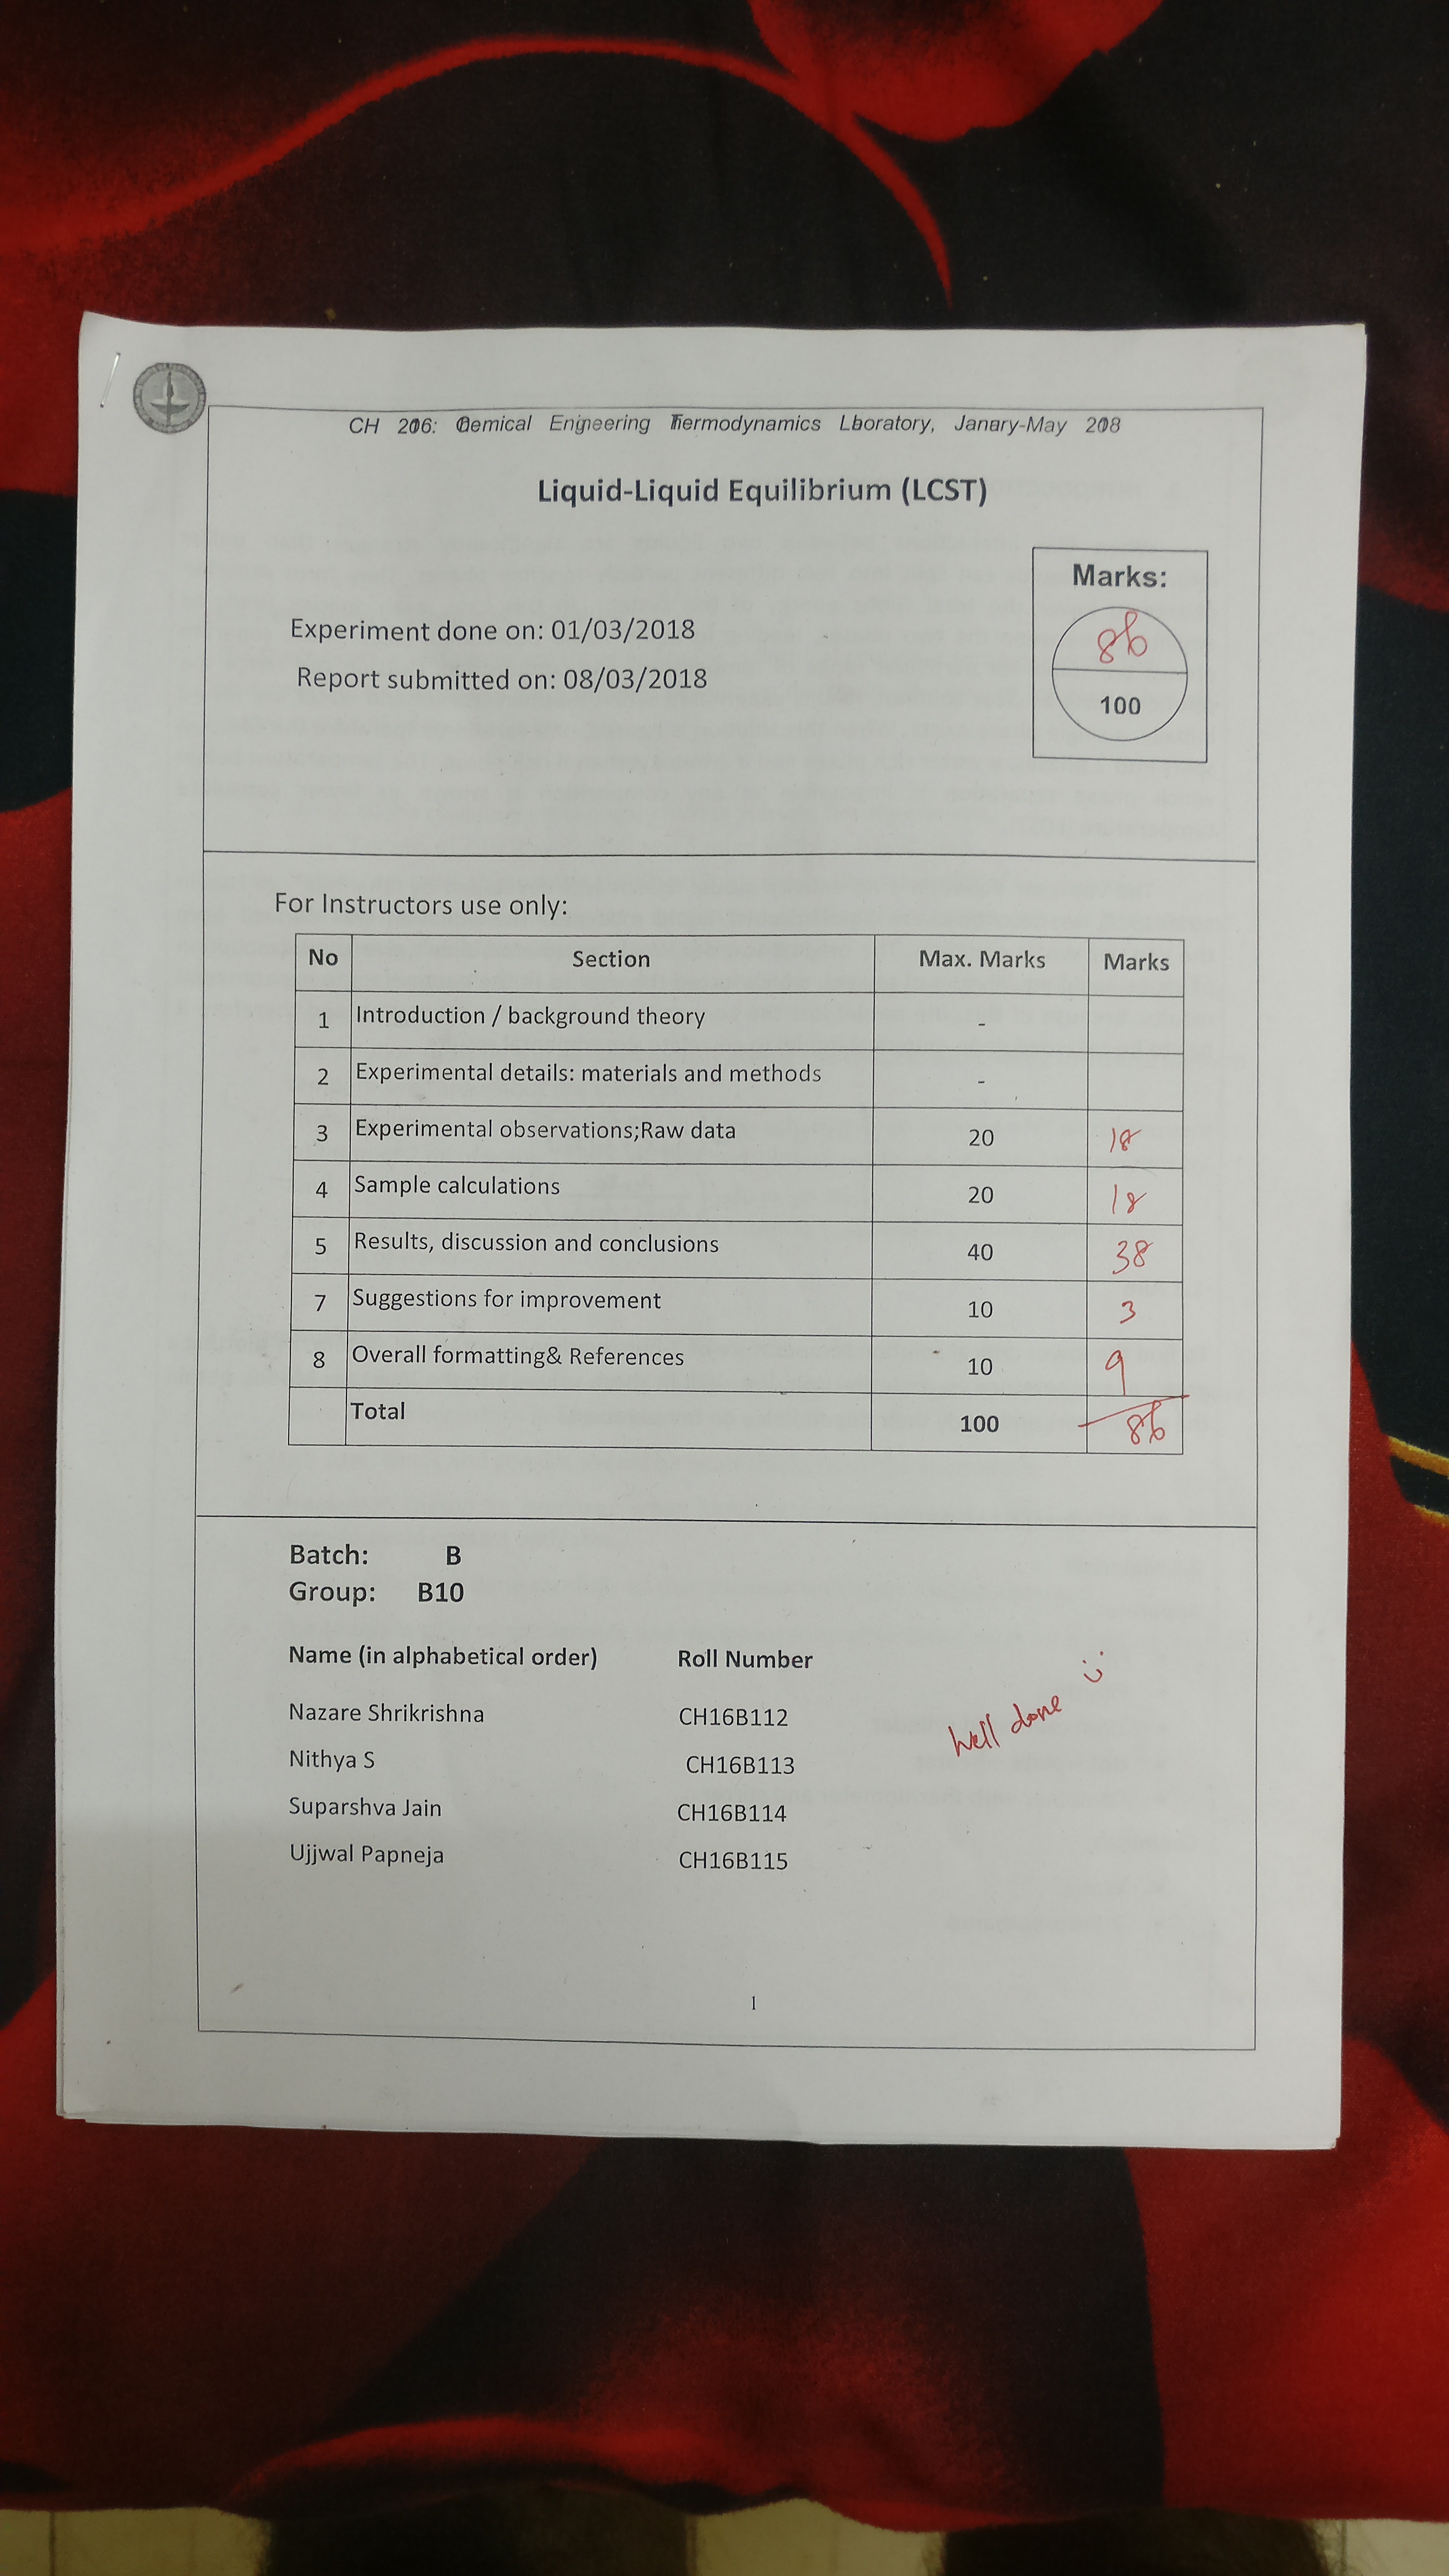 CH 206: Chemical Engineering Thermodynamics Laboratory, January-May 2018
Liquid-Liquid Equilibrium (LCST)
Marks:
86
100
Experiment done on: 01/03/2018
Report submitted on: 08/03/2018
For Instructors use only:
No Section Max. Marks Marks
1 Introduction / background theory -
2 Experimental details: materials and methods -
3 Experimental observations;Raw data 20 18
4 Sample calculations 20 18
5 Results, discussion and conclusions 40 38
7 Suggestions for improvement 10 3
8 Overall formatting& References 10 9
Total 100 86
Batch: B
Group: B10
Name (in alphabetical order) Roll Number
Nazare Shrikrishna CH16B112
Nithya S CH16B113
Suparshva Jain CH16B114
Ujjwal Papneja CH16B115
Well done
1